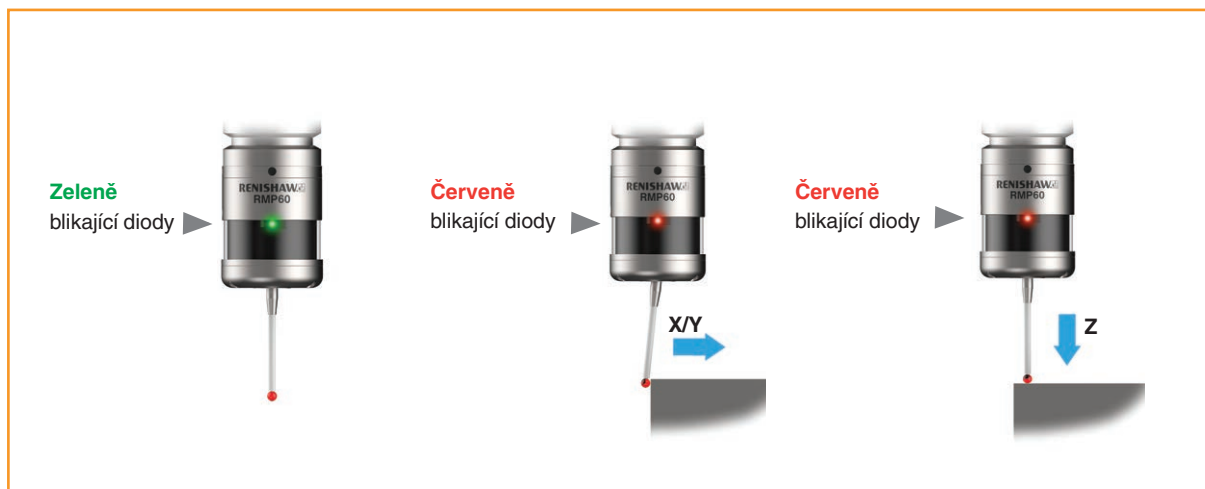 Zeleně
blikající diody
RENISHAW
RMP60
Červeně
blikající diody
RENISHAW
RMP60
X/Y
Červeně
blikající diody
RENISHAW
RMP60
Z